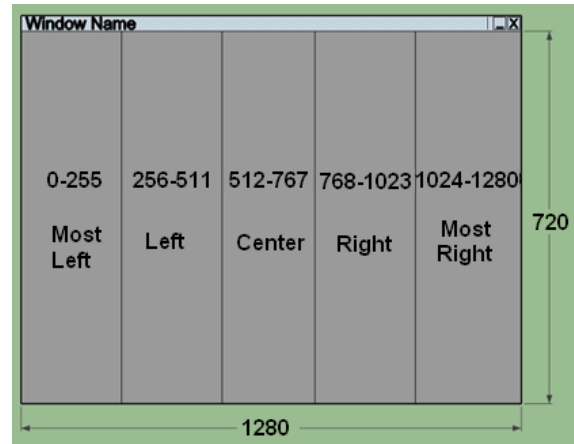 Window Name
0-255 256-511 512-767 768-1023 1024-1280
Most Left
Left
Center
Right
Most Right
720
1280